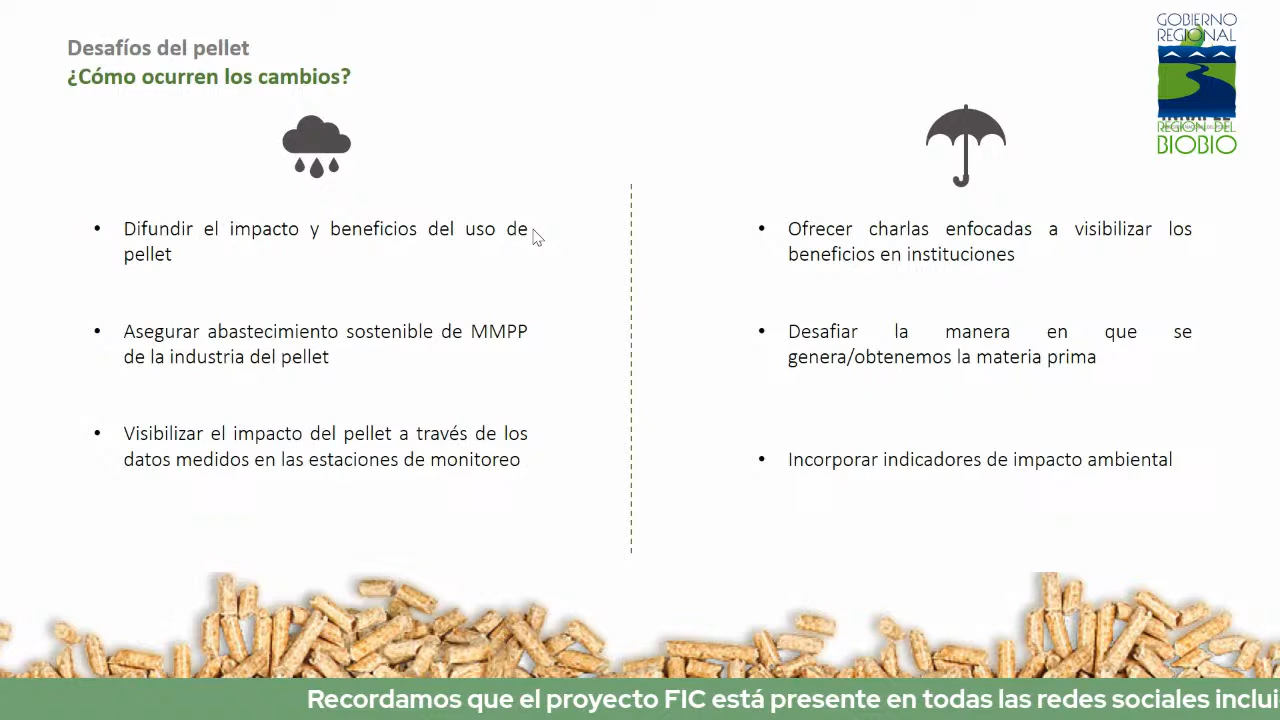 Desafíos del pellet
¿Cómo ocurren los cambios?
GOBIERNO
REGIONAL
REGION DEL
BIOBIO
• Difundir el impacto y beneficios del uso de
pellet
• Asegurar abastecimiento sostenible de MMPP
de la industria del pellet
• Visibilizar el impacto del pellet a través de los
datos medidos en las estaciones de monitoreo
• Ofrecer charlas enfocadas a visibilizar los
beneficios en instituciones
• Desafiar la manera en que se
genera/obtenemos la materia prima
• Incorporar indicadores de impacto ambiental
Recordamos que el proyecto FIC está presente en todas las redes sociales inclui